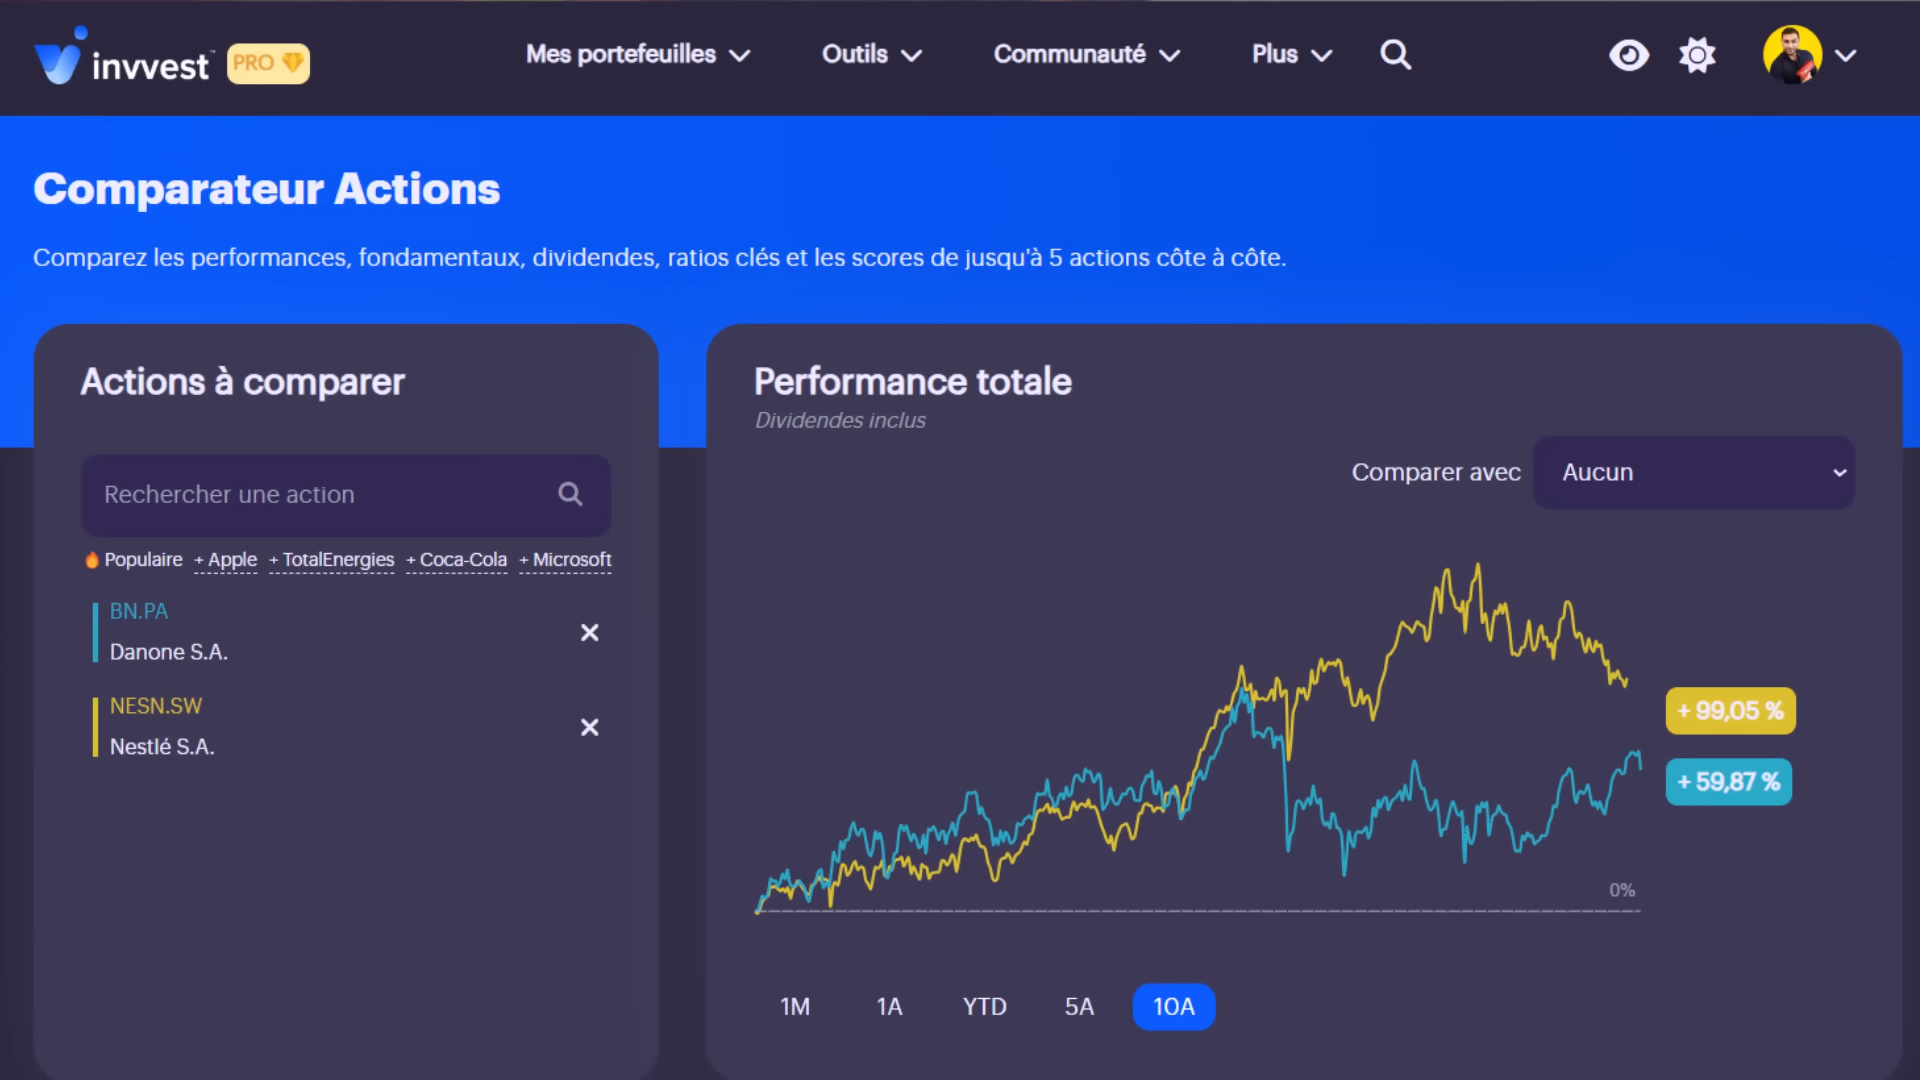 invvest™ PRO
Mes portefeuilles
Outils
Communauté
Plus
Comparateur Actions
Comparez les performances, fondamentaux, dividendes, ratios clés et les scores de jusqu'à 5 actions côte à côte.
Actions à comparer
Rechercher une action
Populaire + Apple + TotalEnergies + Coca-Cola + Microsoft
BN.PA
Danone S.A.
NESN.SW
Nestlé S.A.
Performance totale
Dividendes inclus
Comparer avec Aucun
+ 99,05 %
+ 59,87 %
0%
1M 1A YTD 5A 10A